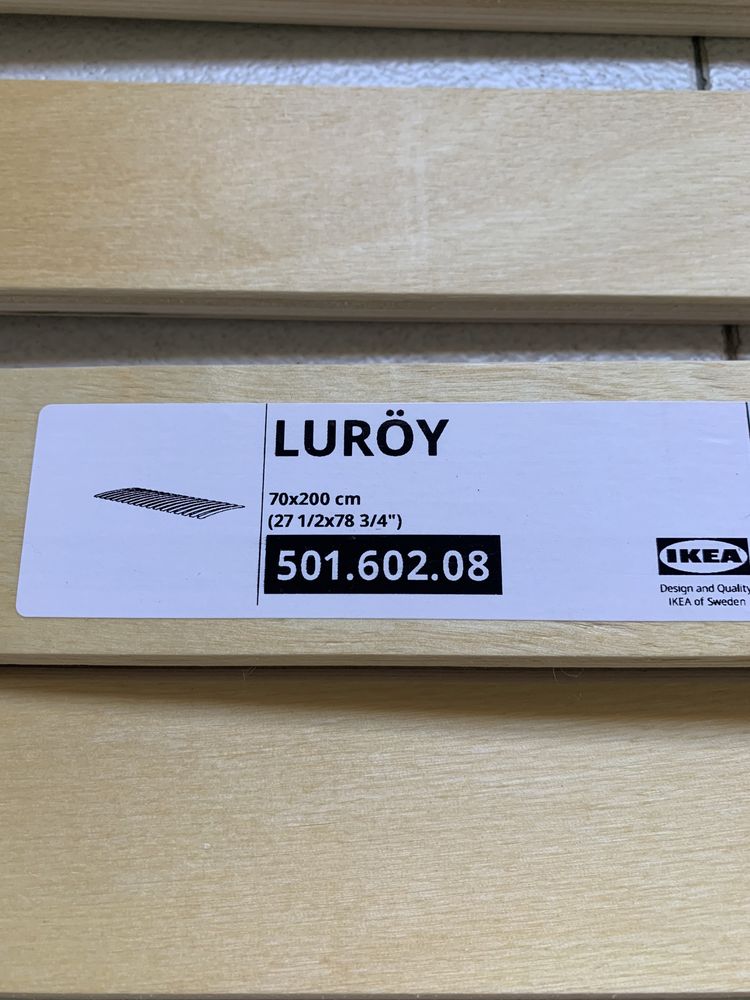 LURÖY
70x200 cm
(27 1/2x78 3/4")
501.602.08
IKEA
Design and Quality
IKEA of Sweden